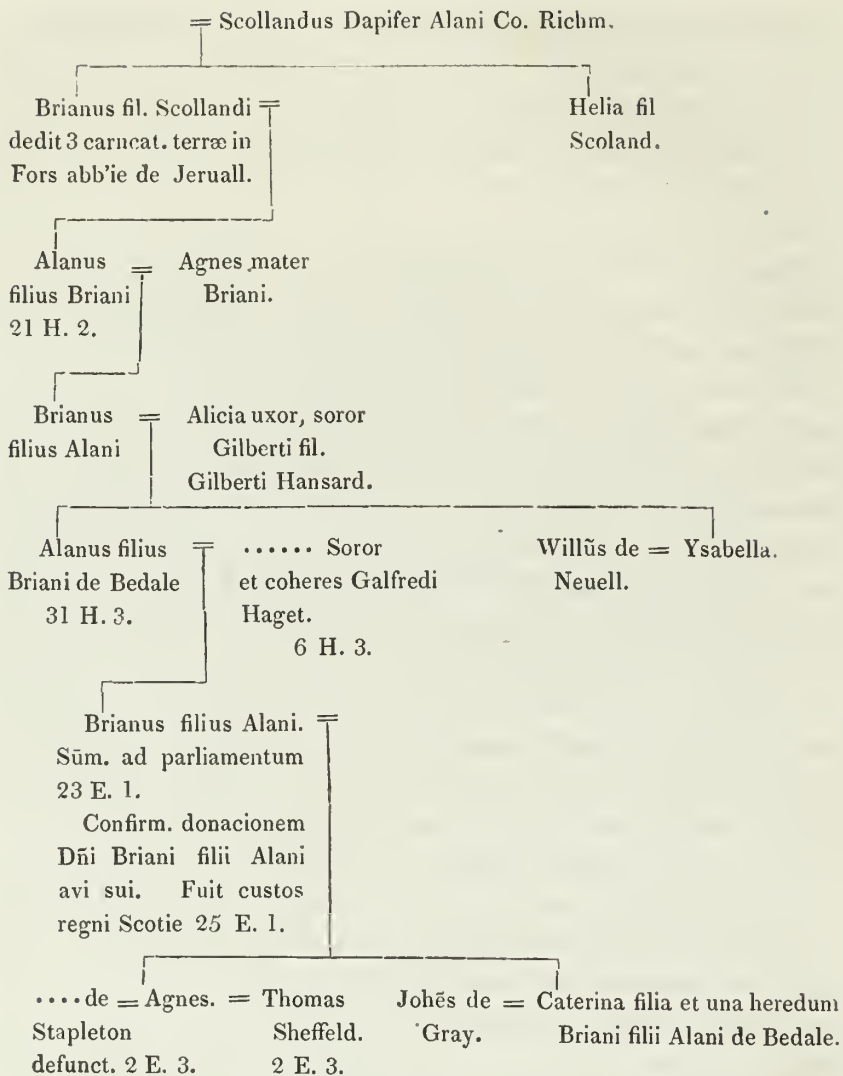 = Scollandus Dapifer Alani Co. Richm.
Brianus fil. Scollandi =
dedit 3 carucat. terræ in
Fors abb'ie de Jeruall.
Helia fil
Scoland.
Alanus =
filius Briani
21 H. 2.
Agnes mater
Briani.
Brianus =
filius Alani
Alicia uxor, soror
Gilberti fil.
Gilberti Hansard.
Alanus filius =
Briani de Bedale
31 H. 3.
...... Soror
et coheres Galfredi
Haget.
6 H. 3.
Willũs de = Ysabella.
Neuell.
Brianus filius Alani. =
Sūm. ad parliamentum
23 E. 1.
Confirm. donacionem
Dñi Briani filii Alani
avi sui. Fuit custos
regni Scotie 25 E. 1.
....de = Agnes. = Thomas
Stapleton
defunct. 2 E. 3.
Sheffeld.
2 E. 3.
Johẽs de = Caterina filia et una heredum
Gray.
Briani filii Alani de Bedale.